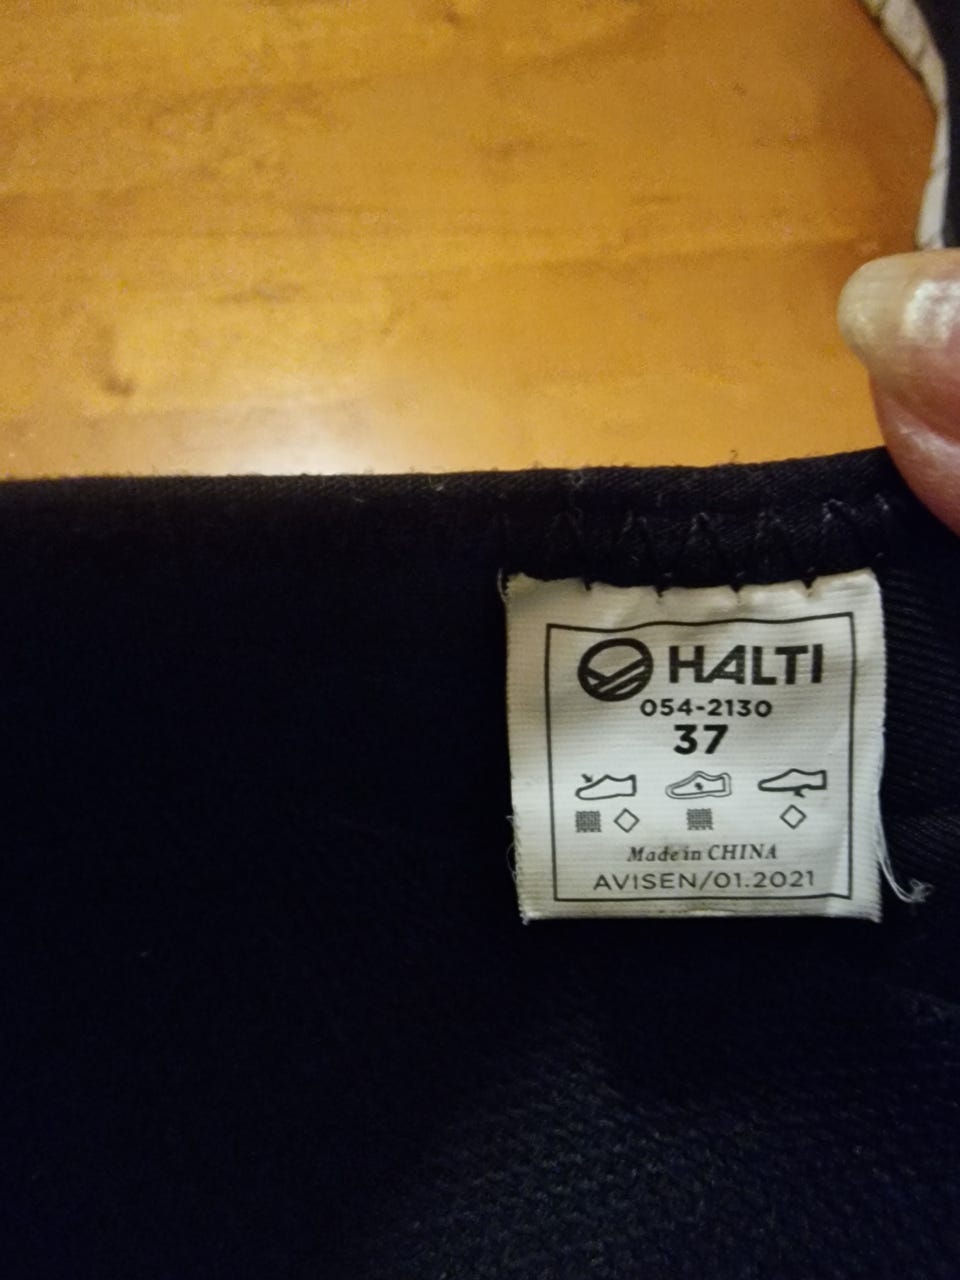 HALTI
054-2130
37
Made in CHINA
AVISEN/01.2021